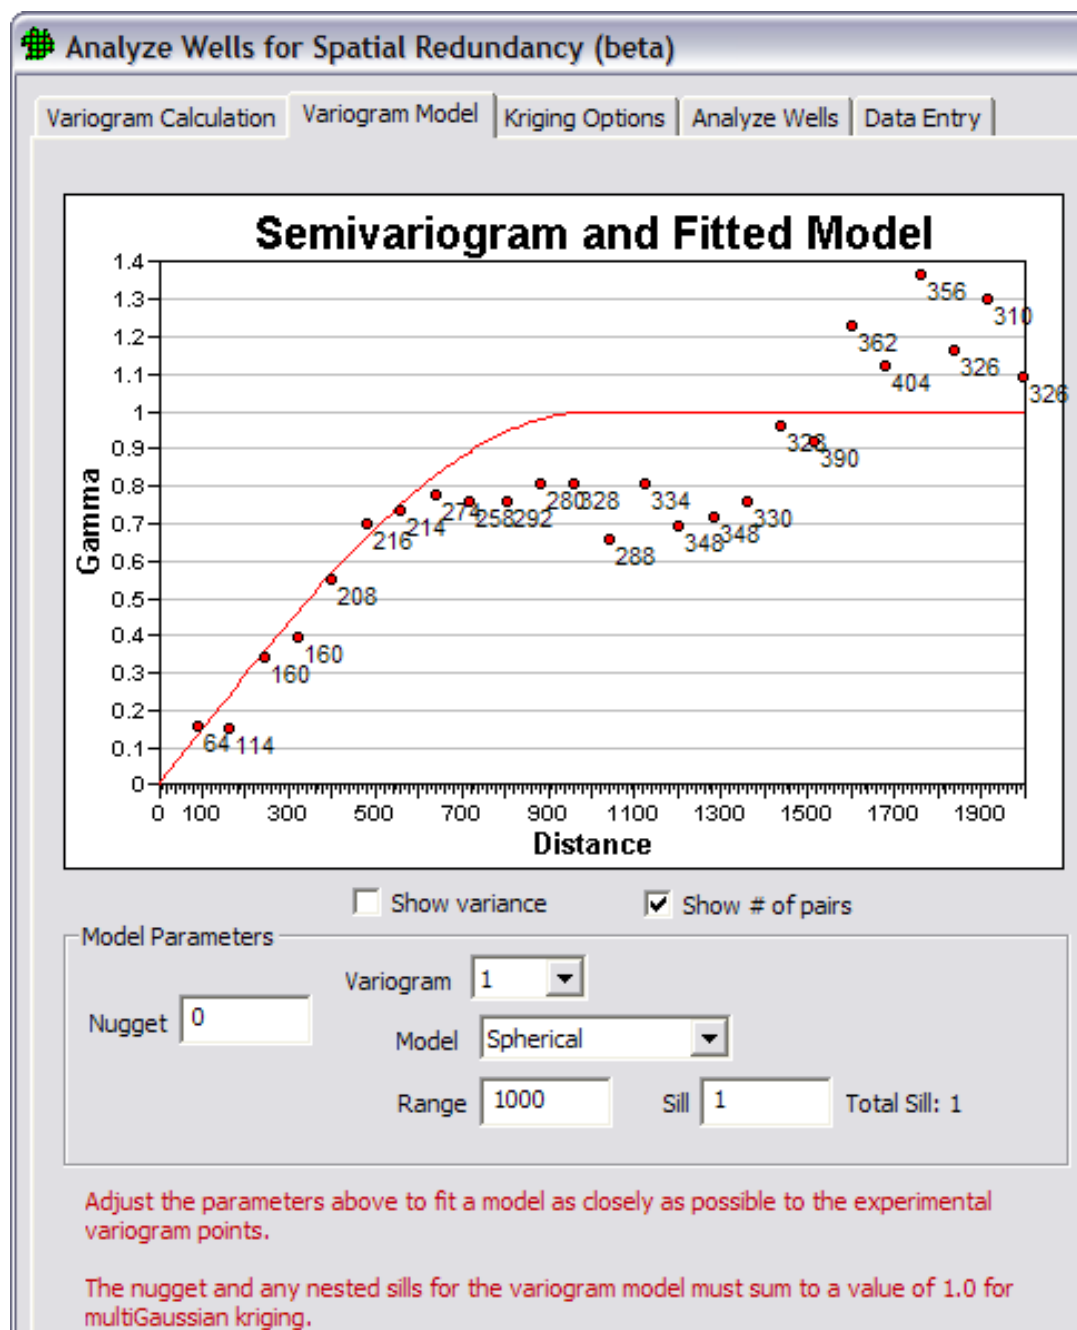 Analyze Wells for Spatial Redundancy (beta)
Variogram Calculation Variogram Model Kriging Options Analyze Wells Data Entry
Semivariogram and Fitted Model
1.4
1.3
1.2
1.1
1
0.9
0.8
0.7
0.6
0.5
0.4
0.3
0.2
0.1
0
Gamma
64
114
160
160
208
216
214
274
258
292
280
328
288
334
348
348
330
328
390
362
404
356
326
310
326
0 100 300 500 700 900 1100 1300 1500 1700 1900
Distance
Show variance Show # of pairs
Model Parameters
Variogram 1
Nugget 0
Model Spherical
Range 1000 Sill 1 Total Sill: 1
Adjust the parameters above to fit a model as closely as possible to the experimental
variogram points.
The nugget and any nested sills for the variogram model must sum to a value of 1.0 for
multiGaussian kriging.